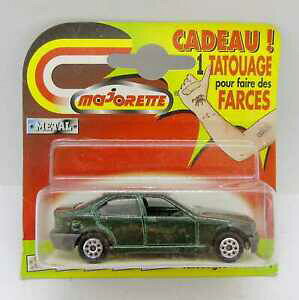 CADEAU !
1 TATOUAGE
pour faire des
FARCES
majorette
METAL